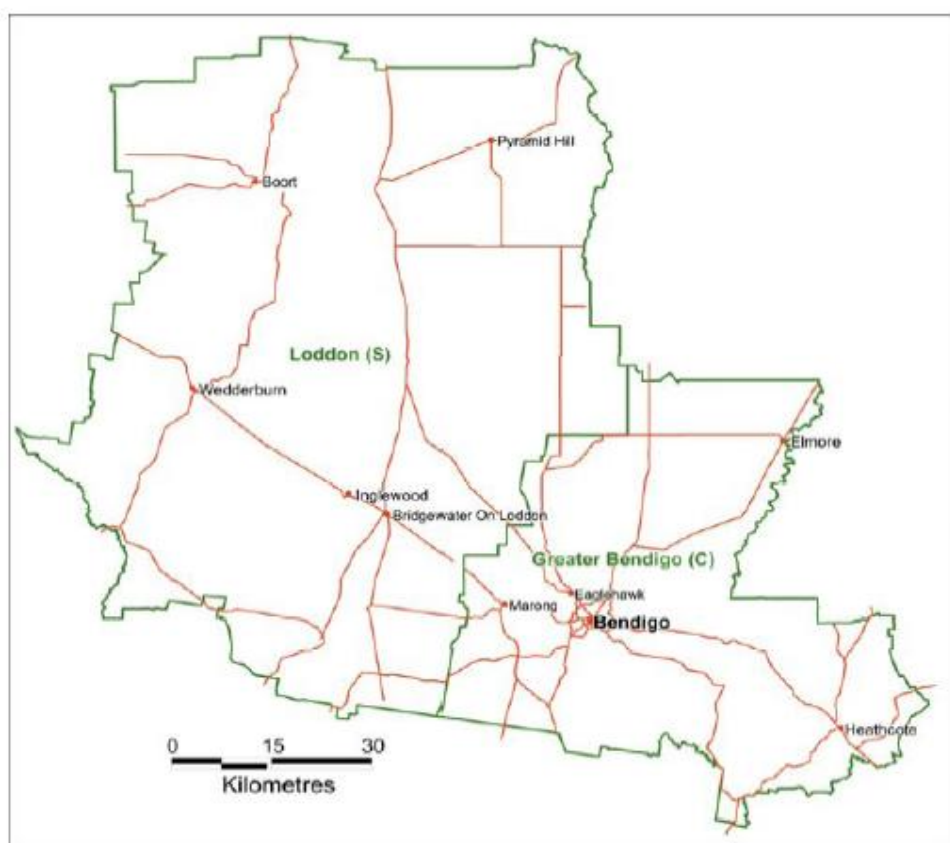 Pyramid Hill
Boort
Loddon (S)
Wedderburn
Elmore
Inglewood
Bridgewater On Loddon
Greater Bendigo (C)
Eaglehawk
Marong
Bendigo
Heathcote
0 15 30
Kilometres